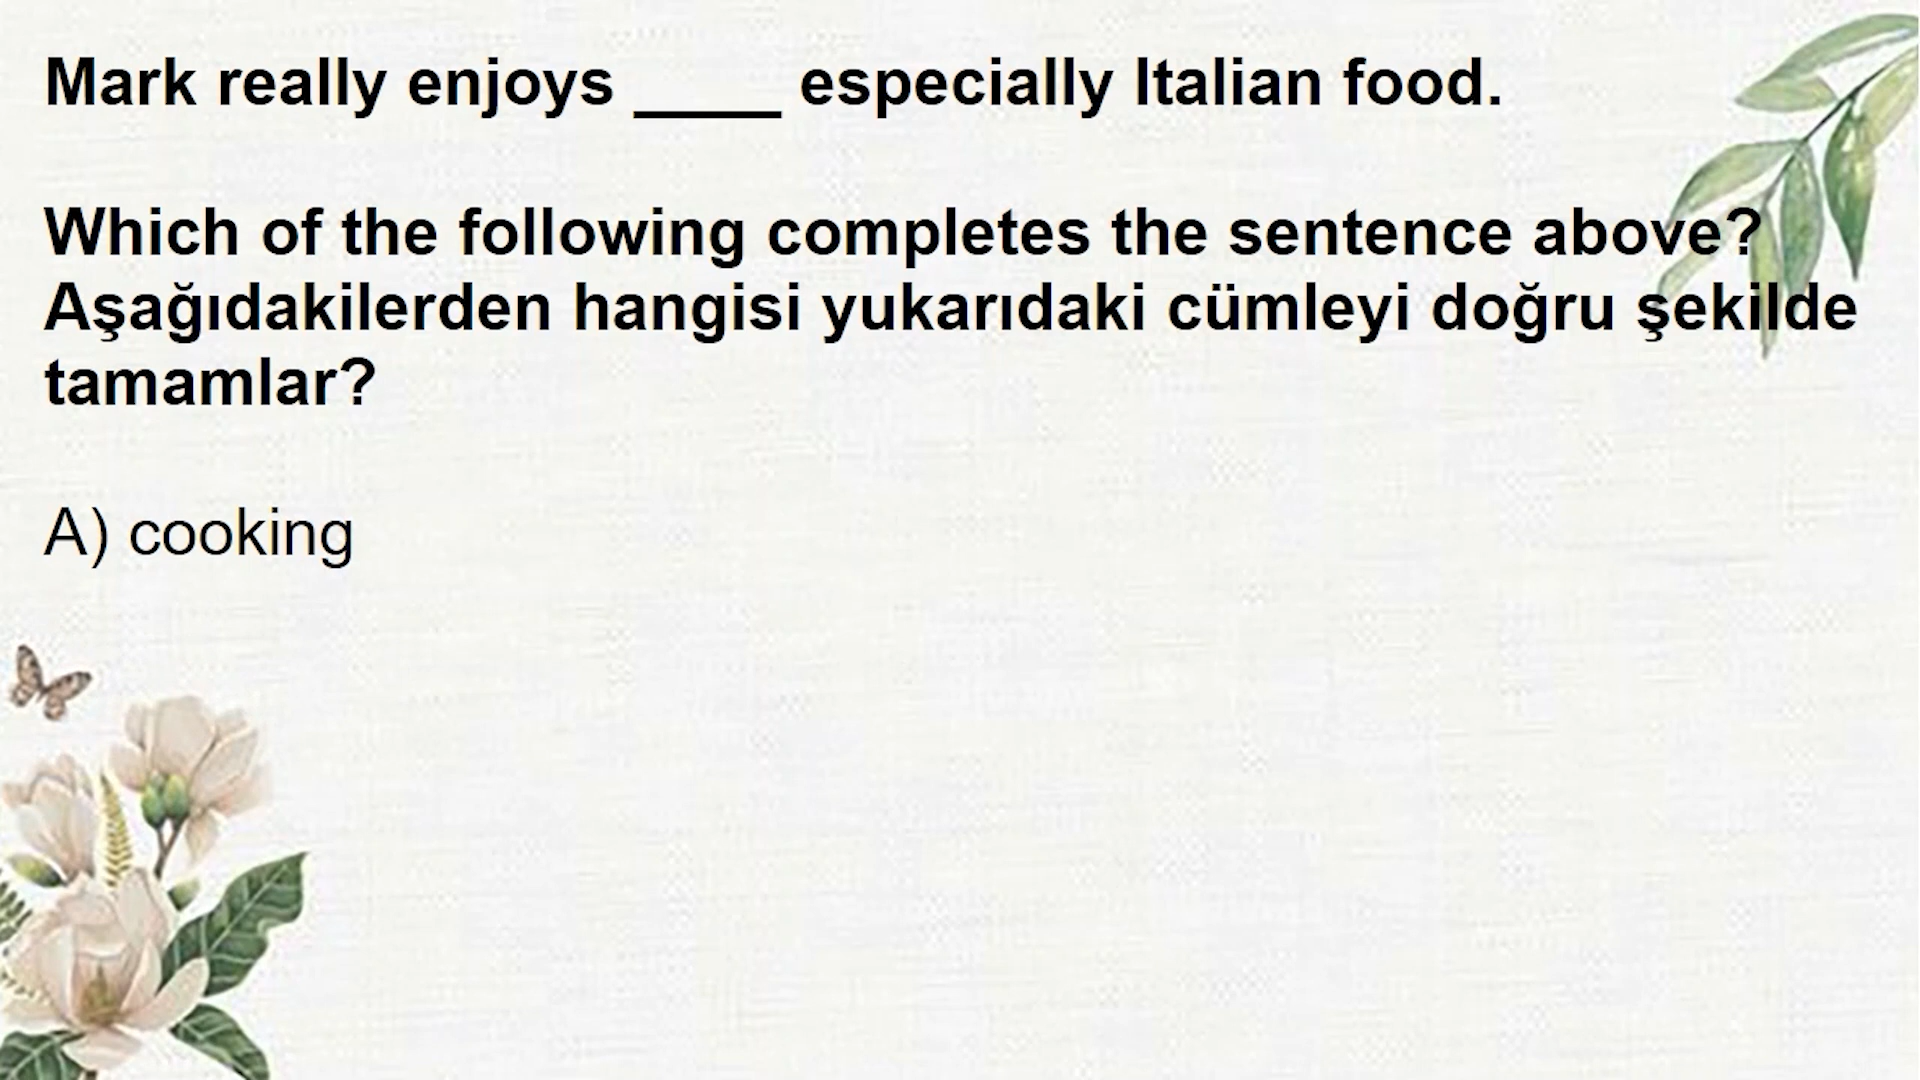 Mark really enjoys ____ especially Italian food.
Which of the following completes the sentence above?
Aşağıdakilerden hangisi yukarıdaki cümleyi doğru şekilde
tamamlar?
A) cooking